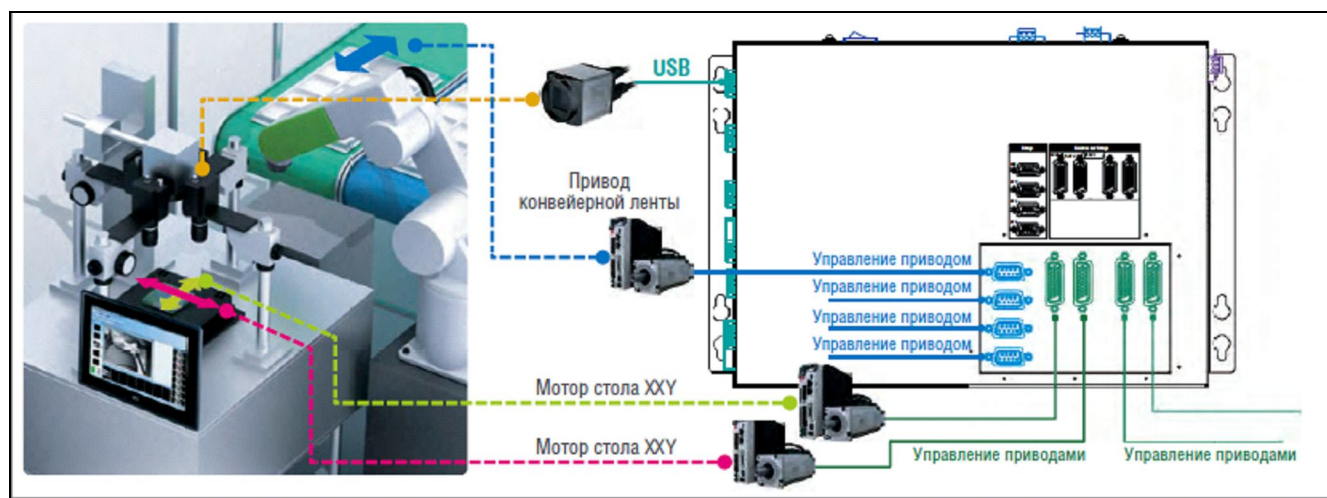 USB
Привод
конвейерной ленты
Управление приводом
Управление приводом
Управление приводом
Управление приводом
Мотор стола XXY
Мотор стола XXY
Управление приводами
Управление приводами